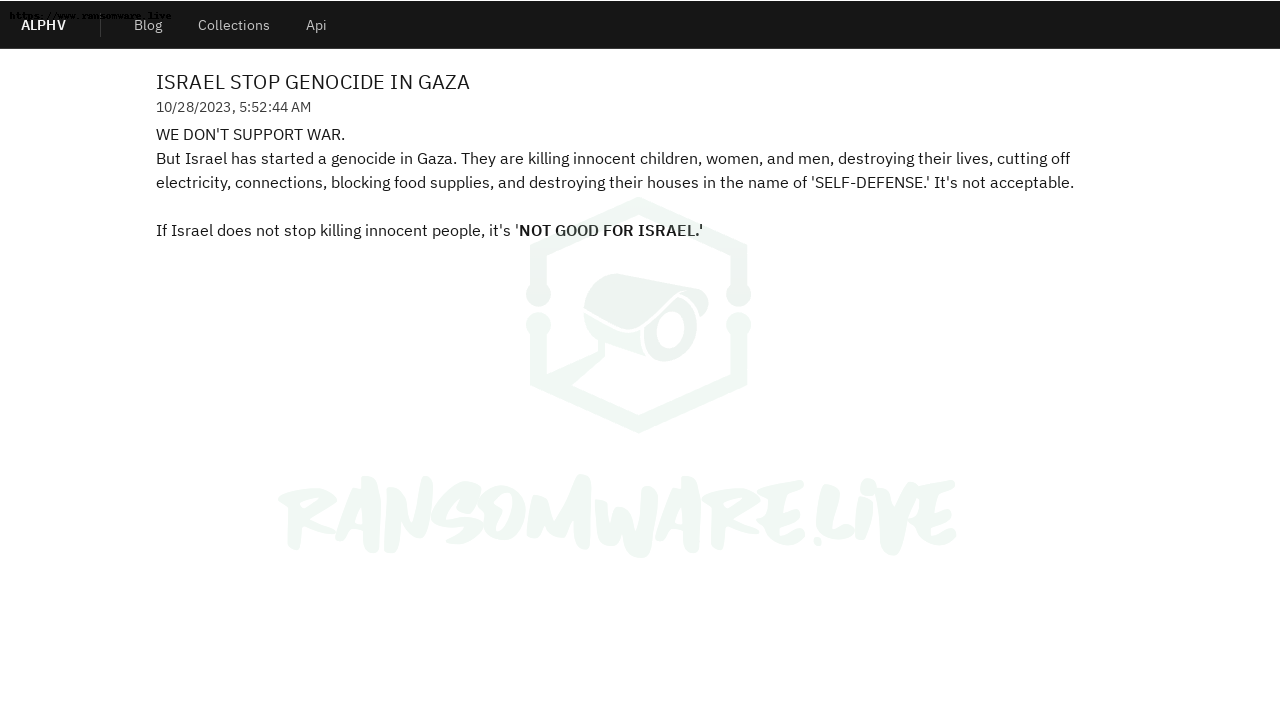 https://www.ransomware.live
ALPHV Blog Collections Api
ISRAEL STOP GENOCIDE IN GAZA
10/28/2023, 5:52:44 AM
WE DON'T SUPPORT WAR.
But Israel has started a genocide in Gaza. They are killing innocent children, women, and men, destroying their lives, cutting off
electricity, connections, blocking food supplies, and destroying their houses in the name of 'SELF-DEFENSE.' It's not acceptable.
If Israel does not stop killing innocent people, it's 'NOT GOOD FOR ISRAEL.'
RANSOMWARE.LIVE